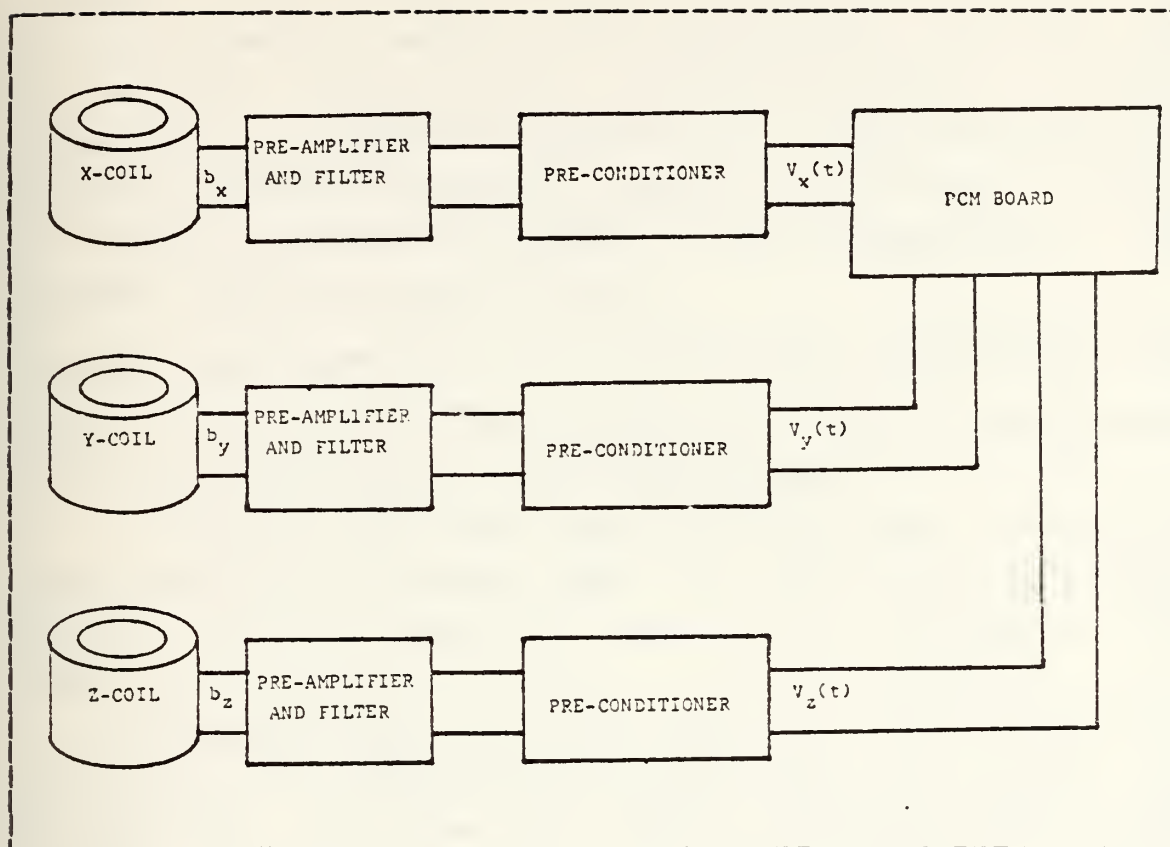 X-COIL
b_x
PRE-AMPLIFIER
AND FILTER
PRE-CONDITIONER
V_x(t)
PCM BOARD
Y-COIL
b_y
PRE-AMPLIFIER
AND FILTER
PRE-CONDITIONER
V_y(t)
Z-COIL
b_z
PRE-AMPLIFIER
AND FILTER
PRE-CONDITIONER
V_z(t)